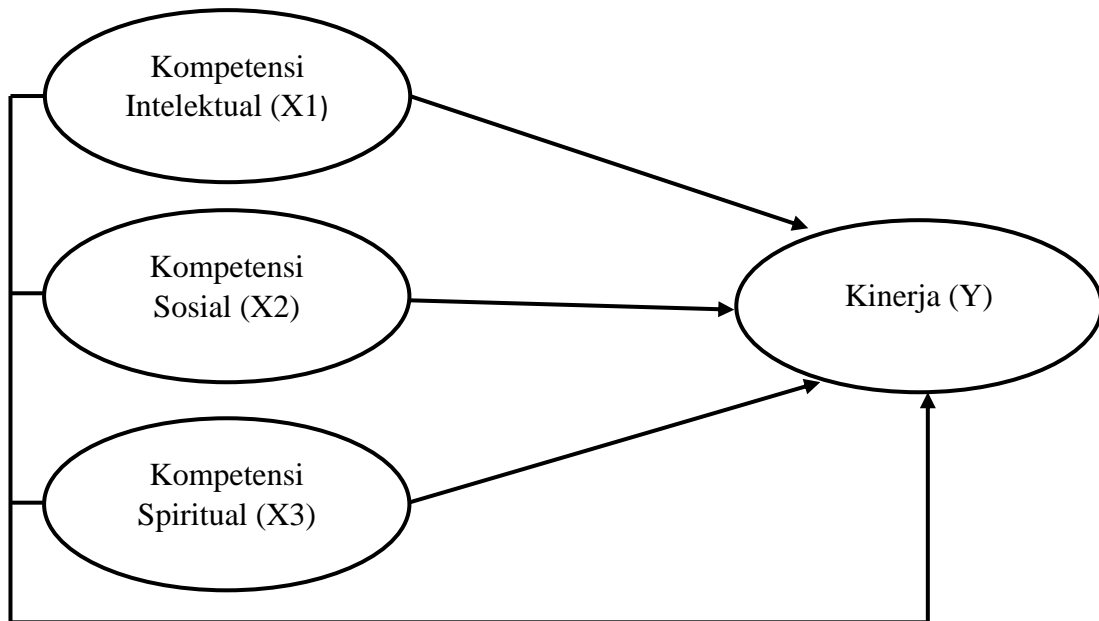 Kompetensi
Intelektual (X1)
Kompetensi
Sosial (X2)
Kinerja (Y)
Kompetensi
Spiritual (X3)